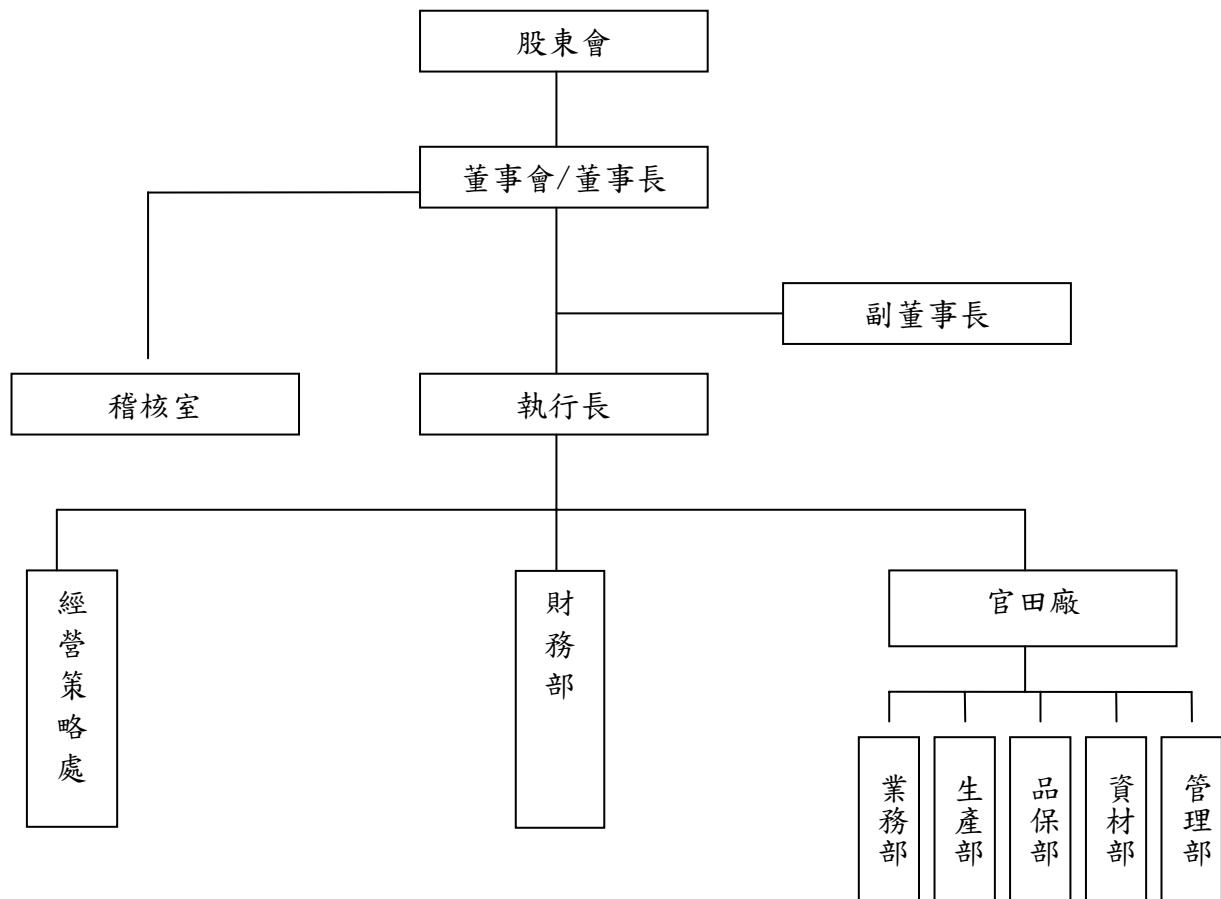 股東會
董事會/董事長
副董事長
稽核室
執行長
經營策略處
財務部
官田廠
業務部
生產部
品保部
資材部
管理部